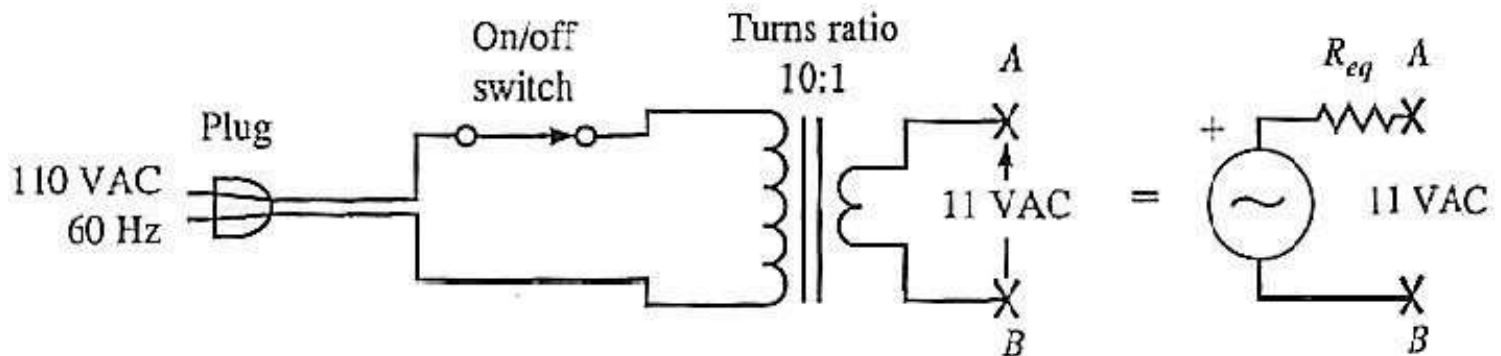 On/off
switch
Turns ratio
10:1
Plug
110 VAC
60 Hz
A
11 VAC
B
=
+
R_eq A
11 VAC
B